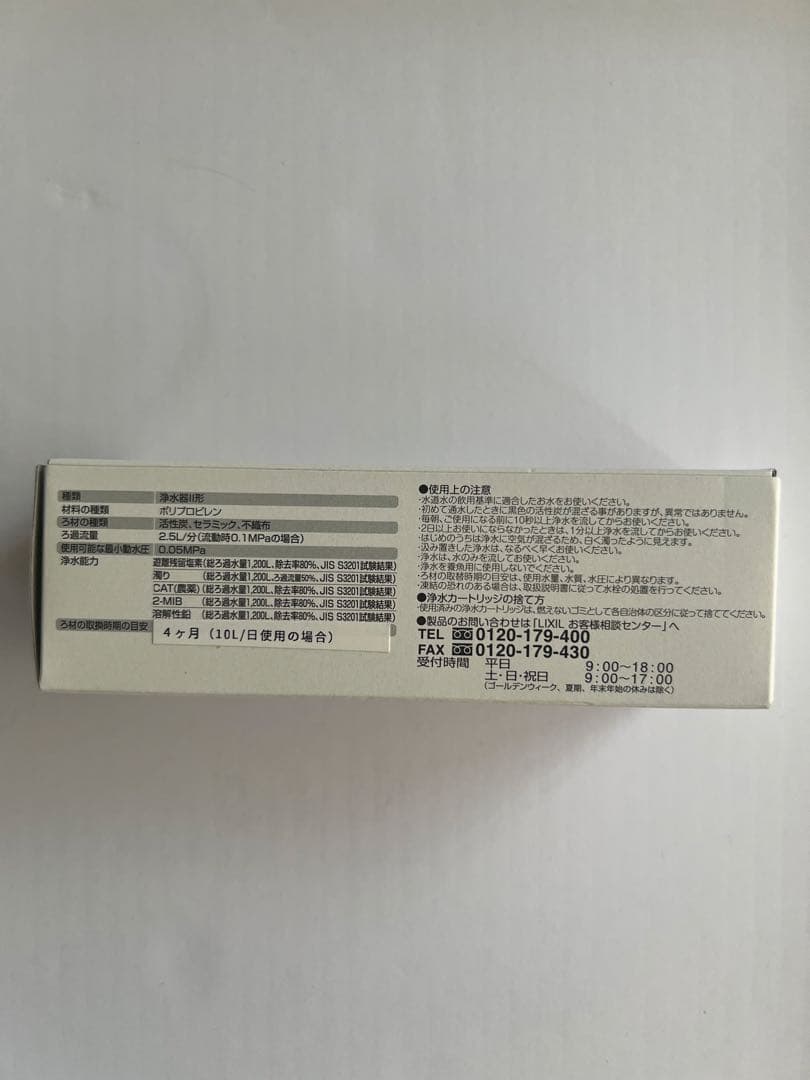 種類 浄水器II形
材料の種類 ポリプロピレン
ろ材の種類 活性炭、セラミック、不織布
ろ過流量 2.5L/分(流動時0.1MPaの場合)
使用可能な最小動水圧 0.05MPa
浄水能力 遊離残留塩素(総ろ過水量1,200L、除去率80%、JIS S3201試験結果)
濁り (総ろ過水量1,200L、ろ過流量50%、JIS S3201試験結果)
CAT(農薬) (総ろ過水量1,200L、除去率80%、JIS S3201試験結果)
2-MIB (総ろ過水量1,200L、除去率80%、JIS S3201試験結果)
溶解性鉛 (総ろ過水量1,200L、除去率80%、JIS S3201試験結果)
ろ材の取換時期の目安 4ヶ月(10L/日使用の場合)
●使用上の注意
・水道水の飲用基準に適合したお水をお使いください。
・初めて通水したときに黒色の活性炭が混ざる事がありますが、異常ではありません。
・毎朝、ご使用になる前に10秒以上浄水を流してからお使いください。
・2日以上お使いにならなかったときは、1分以上浄水を流してからお使いください。
・はじめのうちは浄水に空気が混ざるため、白く濁ったように見えます。
・汲み置きした浄水は、なるべく早くお使いください。
・浄水は、水のみを流してお使いください。
・浄水を養魚用に使用しないでください。
・ろ材の取替時期の目安は、使用水量、水質、水圧により異なります。
・凍結の恐れのある場合は、取扱説明書に従って水栓の処置を行ってください。
●浄水カートリッジの捨て方
・使用済みの浄水カートリッジは、燃えないゴミとして各自治体の区分に従って捨ててください。
●製品のお問い合わせは「LIXIL お客様相談センター」へ
TEL 0120-179-400
FAX 0120-179-430
受付時間 平日 9:00〜18:00
土・日・祝日 9:00〜17:00
(ゴールデンウィーク、夏期、年末年始の休みは除く)